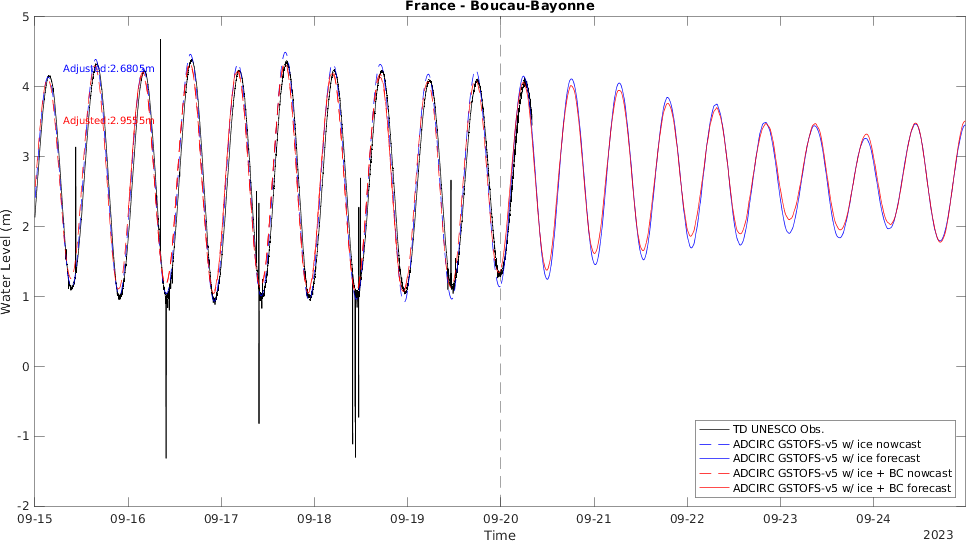 France - Boucau-Bayonne
5
4
3
2
1
0
-1
-2
Water Level (m)
Adjusted:2.6805m
Adjusted:2.9555m
TD UNESCO Obs.
ADCIRC GSTOFS-v5 w/ ice nowcast
ADCIRC GSTOFS-v5 w/ ice forecast
ADCIRC GSTOFS-v5 w/ ice + BC nowcast
ADCIRC GSTOFS-v5 w/ ice + BC forecast
09-15 09-16 09-17 09-18 09-19 09-20 09-21 09-22 09-23 09-24
Time
2023